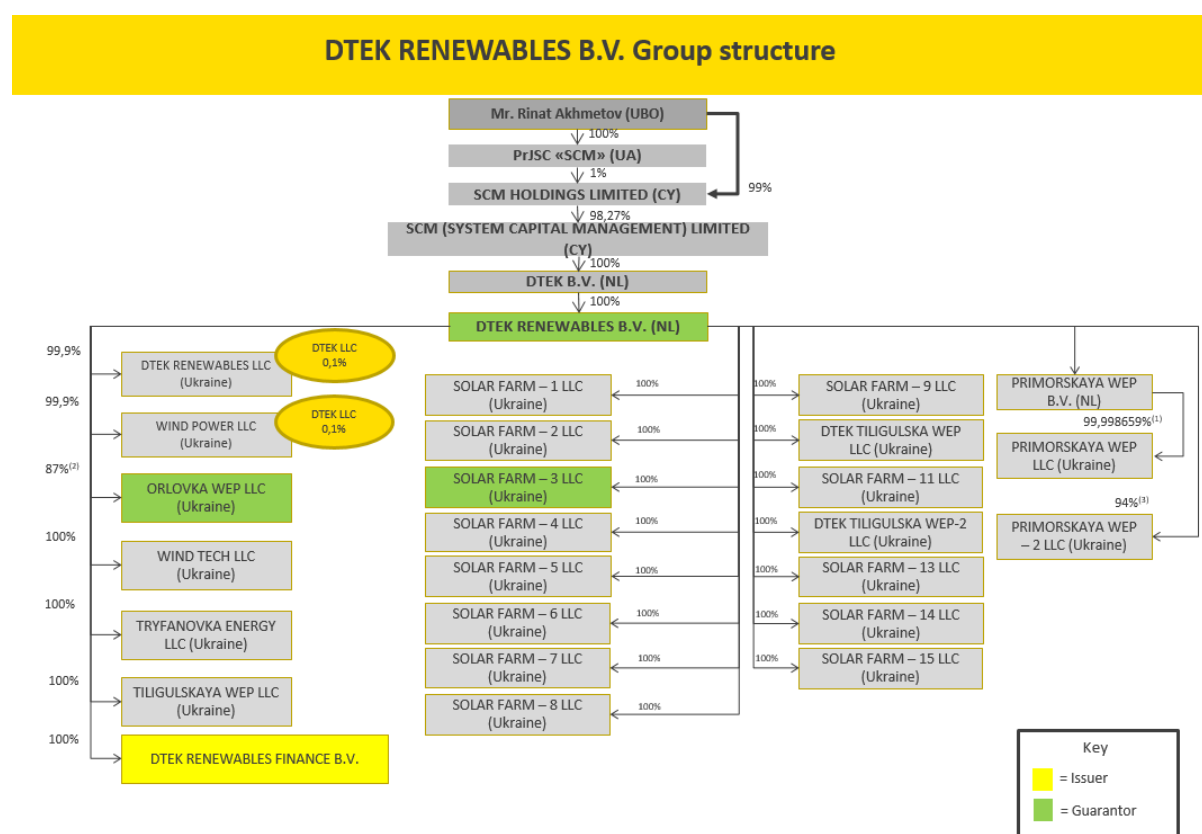 DTEK RENEWABLES B.V. Group structure
Mr. Rinat Akhmetov (UBO)
100%
PrJSC «SCM» (UA)
1%
99%
SCM HOLDINGS LIMITED (CY)
98,27%
SCM (SYSTEM CAPITAL MANAGEMENT) LIMITED
(CY)
100%
DTEK B.V. (NL)
100%
DTEK RENEWABLES B.V. (NL)
99,9%
DTEK RENEWABLES LLC
(Ukraine)
DTEK LLC
0,1%
99,9%
WIND POWER LLC
(Ukraine)
DTEK LLC
0,1%
87%(2)
ORLOVKA WEP LLC
(Ukraine)
100%
WIND TECH LLC
(Ukraine)
100%
TRYFANOVKA ENERGY
LLC (Ukraine)
100%
TILIGULSKAYA WEP LLC
(Ukraine)
100%
DTEK RENEWABLES FINANCE B.V.
SOLAR FARM – 1 LLC
(Ukraine)
100%
SOLAR FARM – 2 LLC
(Ukraine)
100%
SOLAR FARM – 3 LLC
(Ukraine)
100%
SOLAR FARM – 4 LLC
(Ukraine)
100%
SOLAR FARM – 5 LLC
(Ukraine)
100%
SOLAR FARM – 6 LLC
(Ukraine)
100%
SOLAR FARM – 7 LLC
(Ukraine)
100%
SOLAR FARM – 8 LLC
(Ukraine)
100%
100%
SOLAR FARM – 9 LLC
(Ukraine)
100%
DTEK TILIGULSKA WEP
LLC (Ukraine)
100%
SOLAR FARM – 11 LLC
(Ukraine)
100%
DTEK TILIGULSKA WEP-2
LLC (Ukraine)
100%
SOLAR FARM – 13 LLC
(Ukraine)
100%
SOLAR FARM – 14 LLC
(Ukraine)
100%
SOLAR FARM – 15 LLC
(Ukraine)
PRIMORSKAYA WEP
B.V. (NL)
99,998659%(1)
PRIMORSKAYA WEP
LLC (Ukraine)
94%(3)
PRIMORSKAYA WEP
– 2 LLC (Ukraine)
Key
= Issuer
= Guarantor